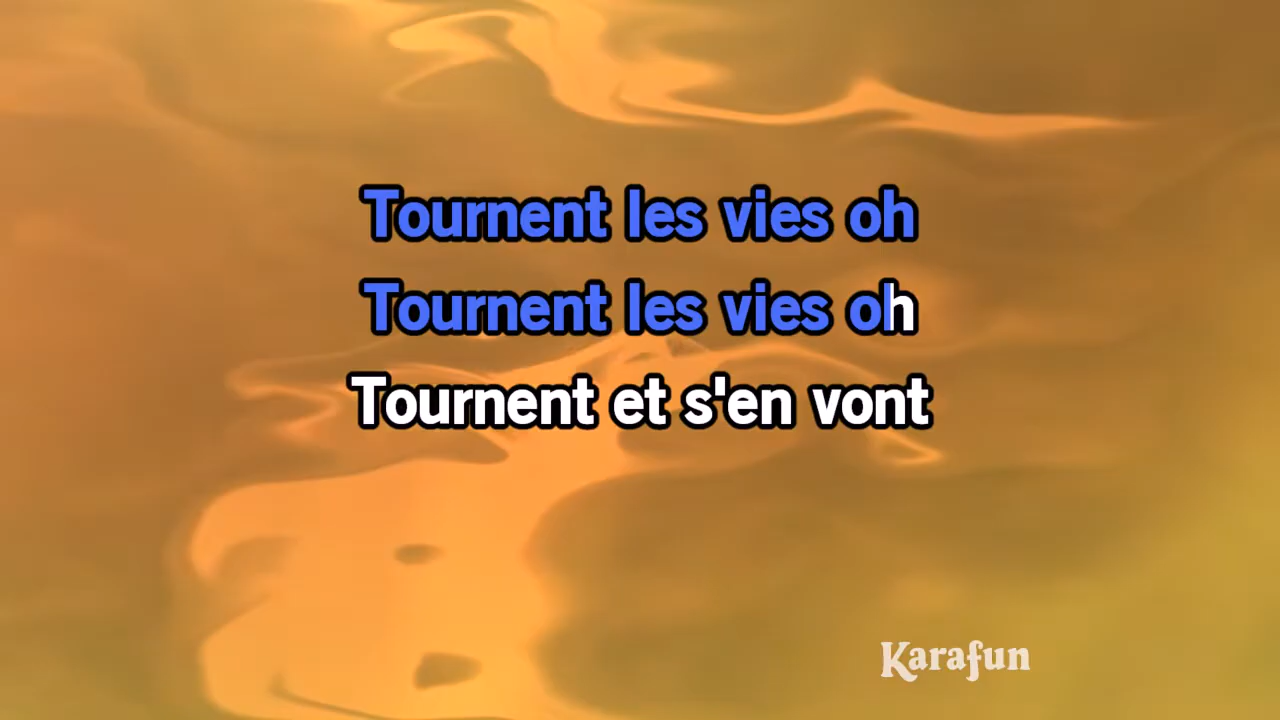 Tournent les vies oh
Tournent les vies oh
Tournent et s'en vont
Karafun